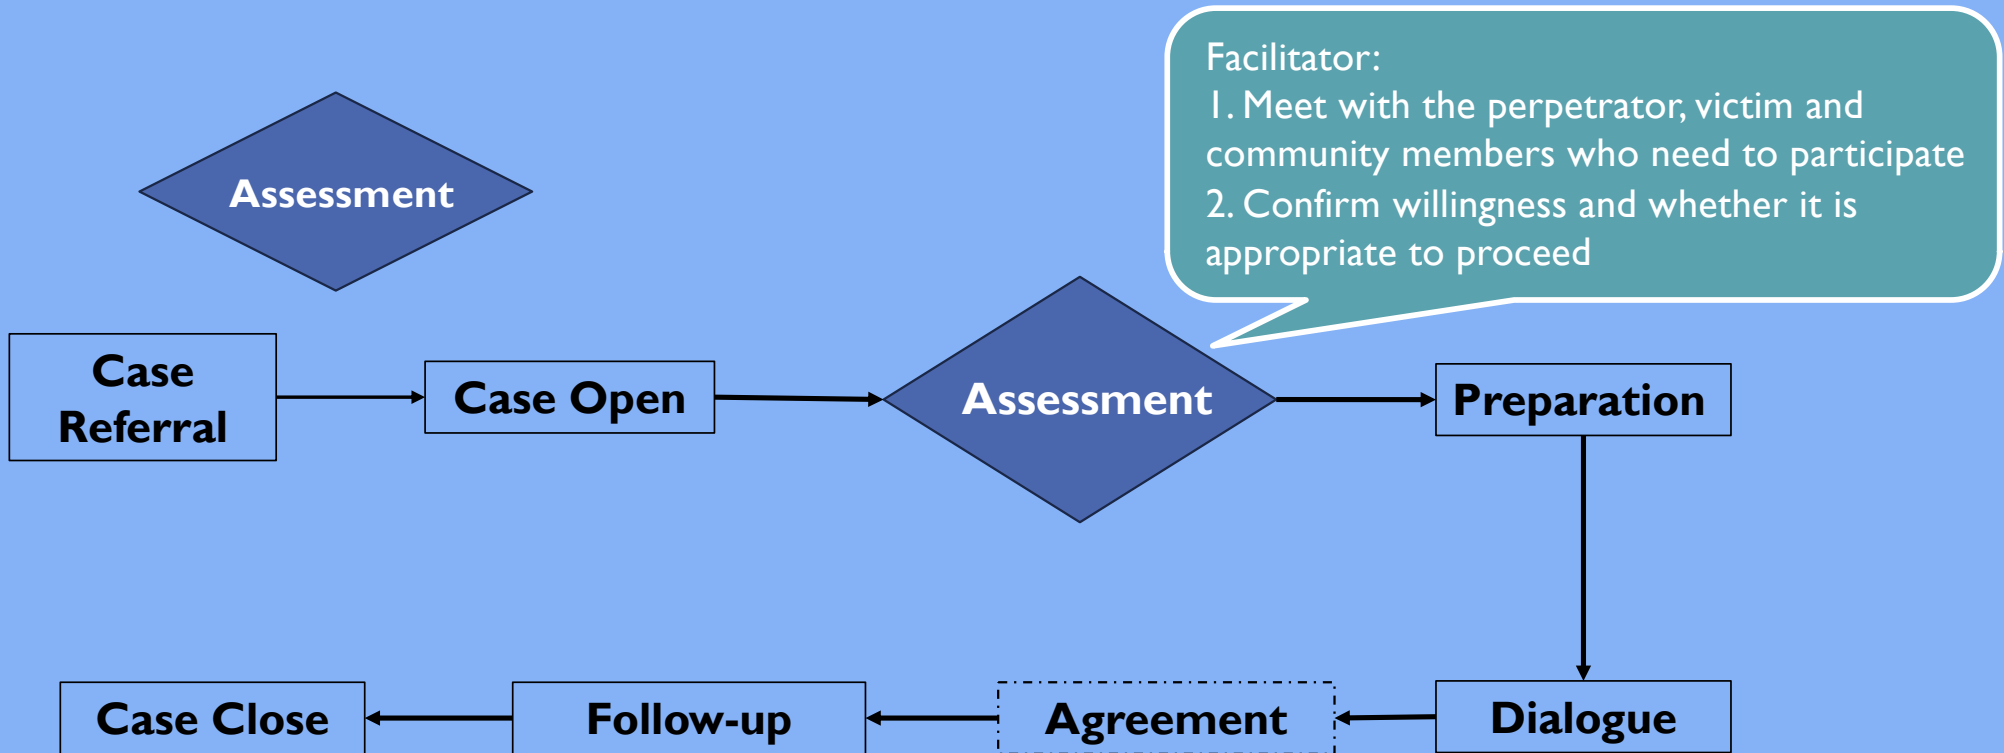 Facilitator:
1. Meet with the perpetrator, victim and
community members who need to participate
2. Confirm willingness and whether it is
appropriate to proceed
Assessment
Case
Referral
Case Open
Assessment
Preparation
Case Close
Follow-up
Agreement
Dialogue